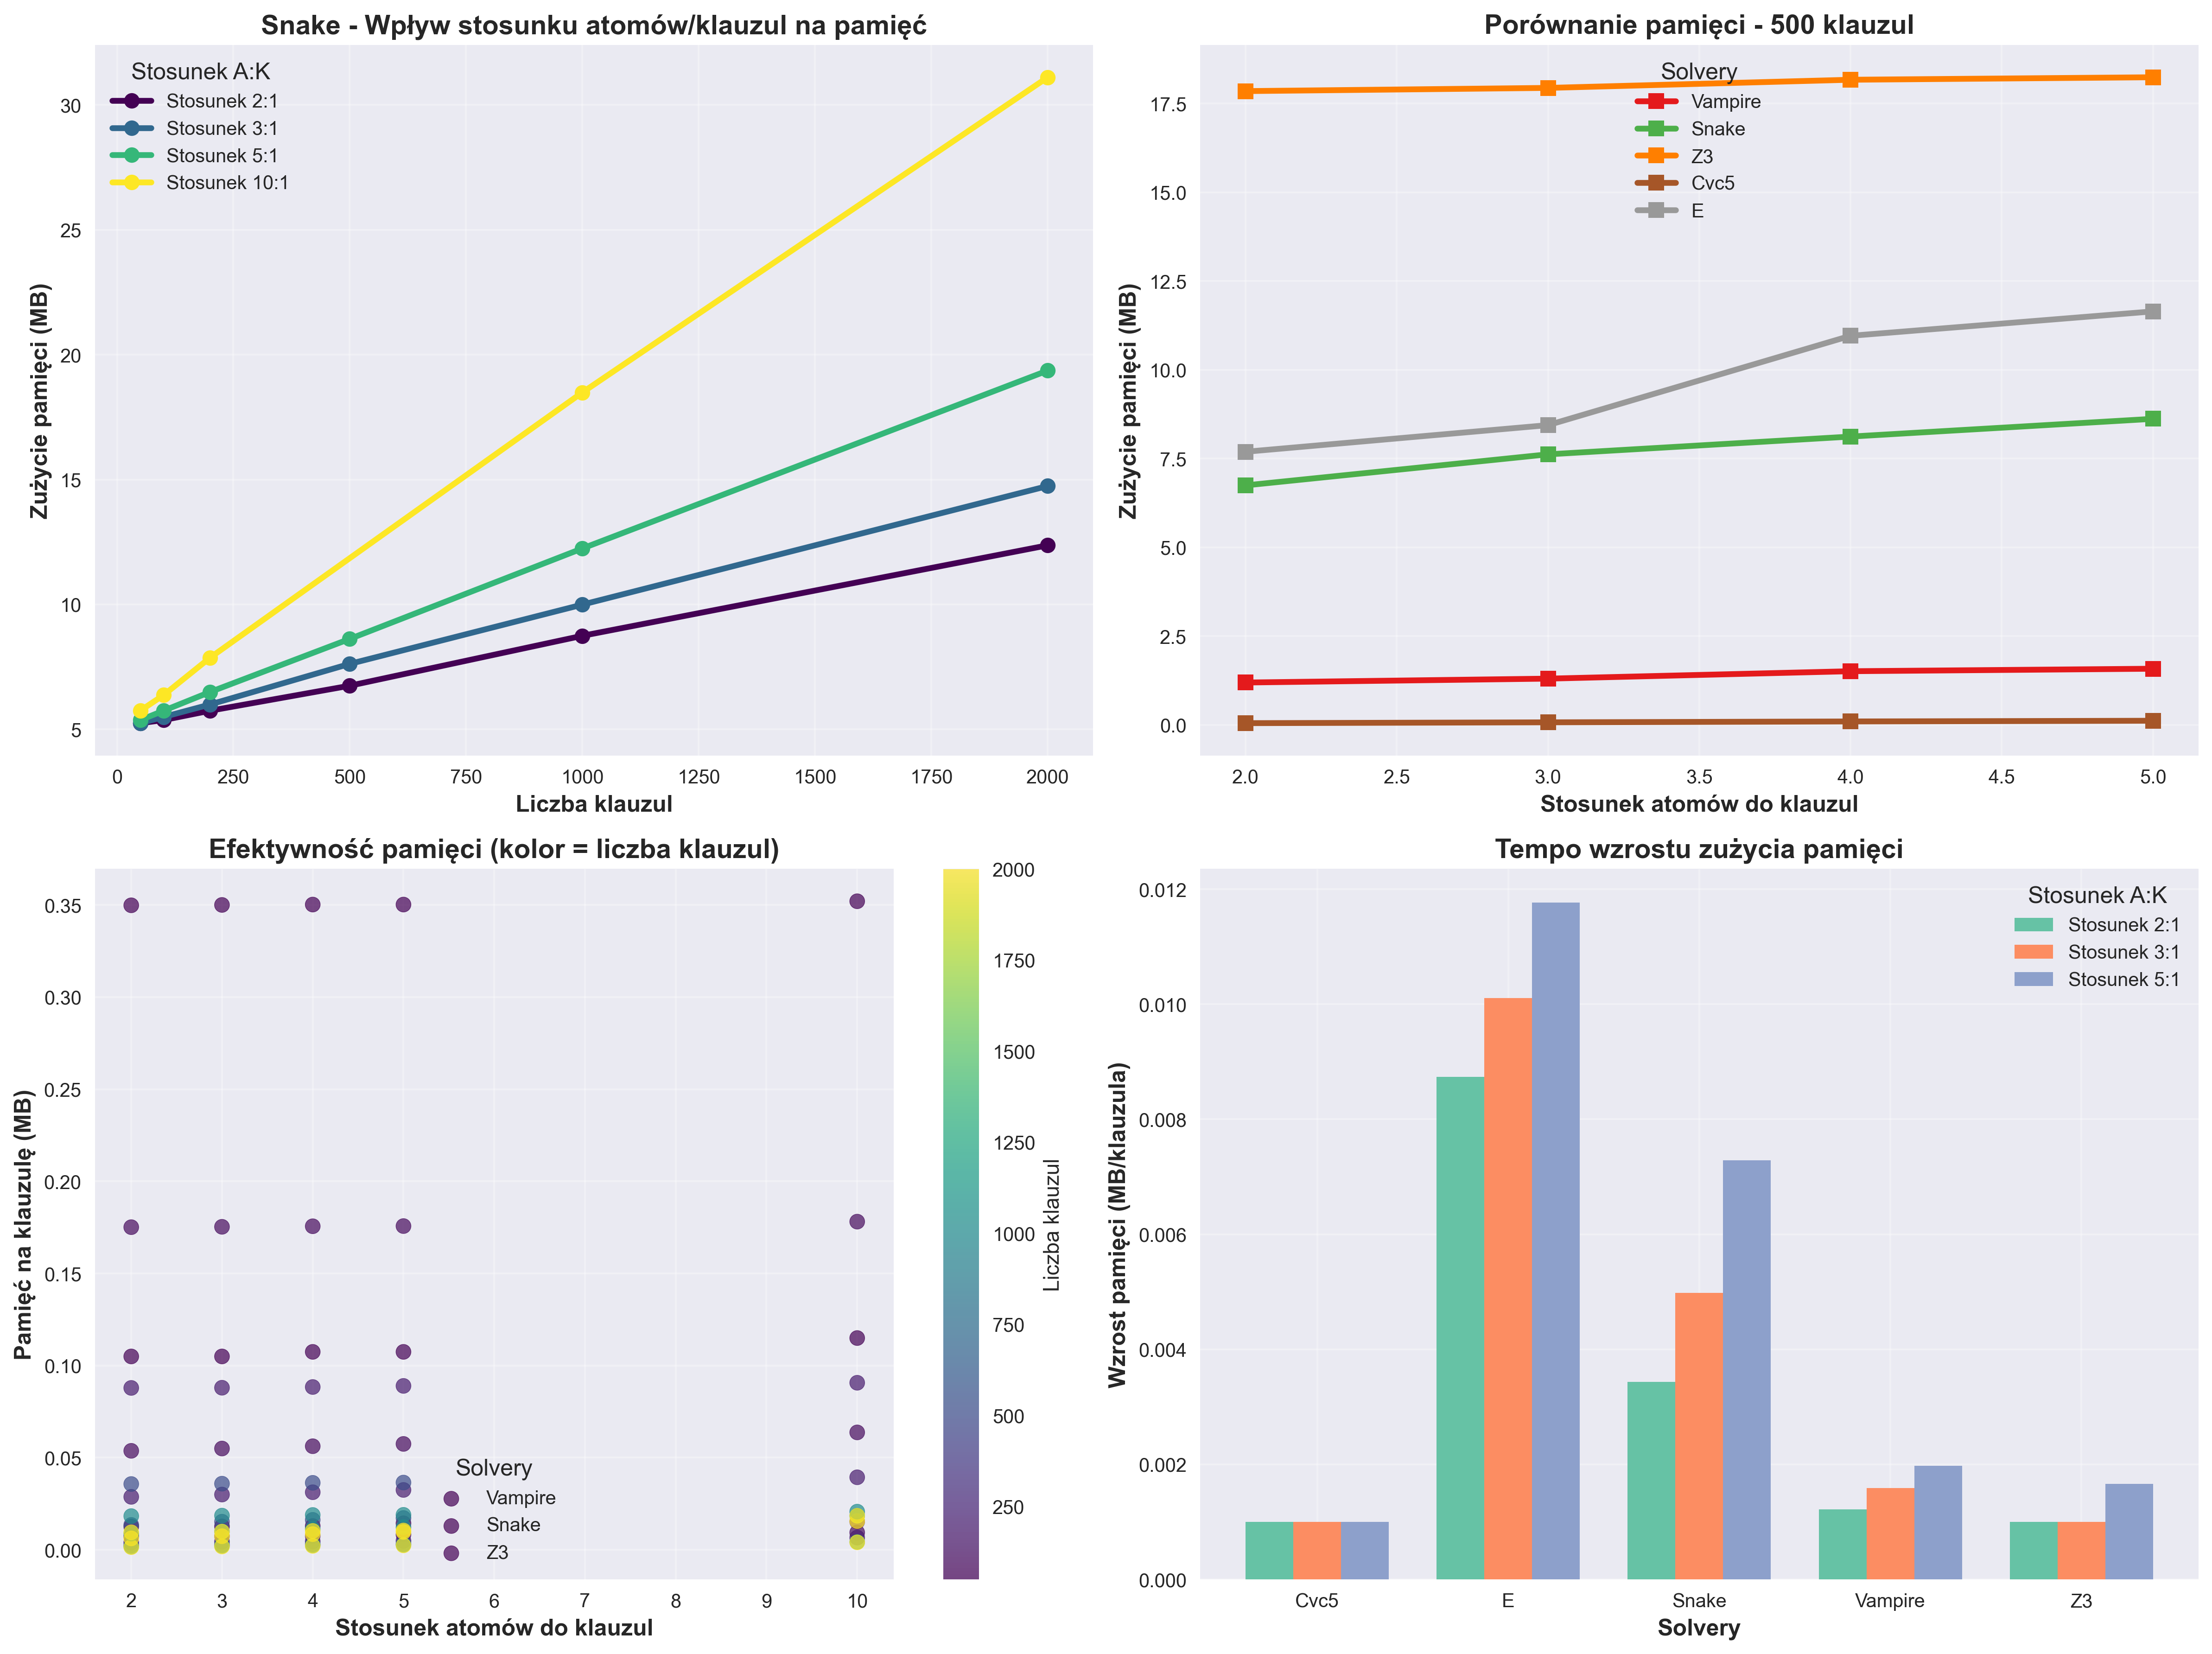 Snake - Wpływ stosunku atomów/klauzul na pamięć
Stosunek A:K
Stosunek 2:1
Stosunek 3:1
Stosunek 5:1
Stosunek 10:1
30
25
20
15
10
5
Zużycie pamięci (MB)
0 250 500 750 1000 1250 1500 1750 2000
Liczba klauzul
Porównanie pamięci - 500 klauzul
Solvery
Vampire
Snake
Z3
Cvc5
E
17.5
15.0
12.5
10.0
7.5
5.0
2.5
0.0
Zużycie pamięci (MB)
2.0 2.5 3.0 3.5 4.0 4.5 5.0
Stosunek atomów do klauzul
Efektywność pamięci (kolor = liczba klauzul)
0.35
0.30
0.25
0.20
0.15
0.10
0.05
0.00
Pamięć na klauzulę (MB)
Solvery
Vampire
Snake
Z3
2 3 4 5 6 7 8 9 10
Stosunek atomów do klauzul
2000
1750
1500
1250
1000
750
500
250
Liczba klauzul
Tempo wzrostu zużycia pamięci
Stosunek A:K
Stosunek 2:1
Stosunek 3:1
Stosunek 5:1
0.012
0.010
0.008
0.006
0.004
0.002
0.000
Wzrost pamięci (MB/klauzula)
Cvc5 E Snake Vampire Z3
Solvery